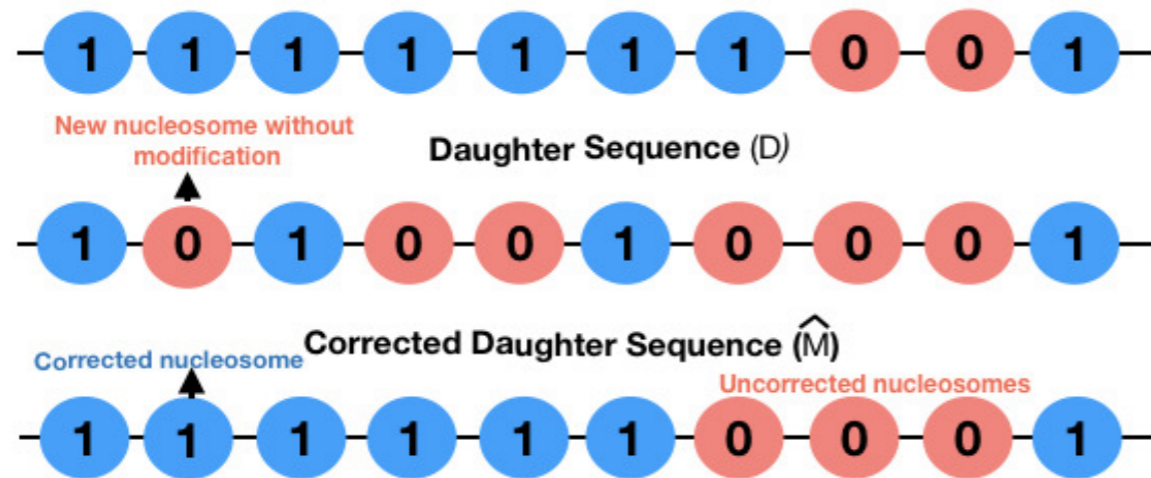 1 1 1 1 1 1 1 0 0 1
New nucleosome without
modification
Daughter Sequence (D)
1 0 1 0 0 1 0 0 0 1
Corrected Daughter Sequence (M̂)
Corrected nucleosome
Uncorrected nucleosomes
1 1 1 1 1 1 0 0 0 1